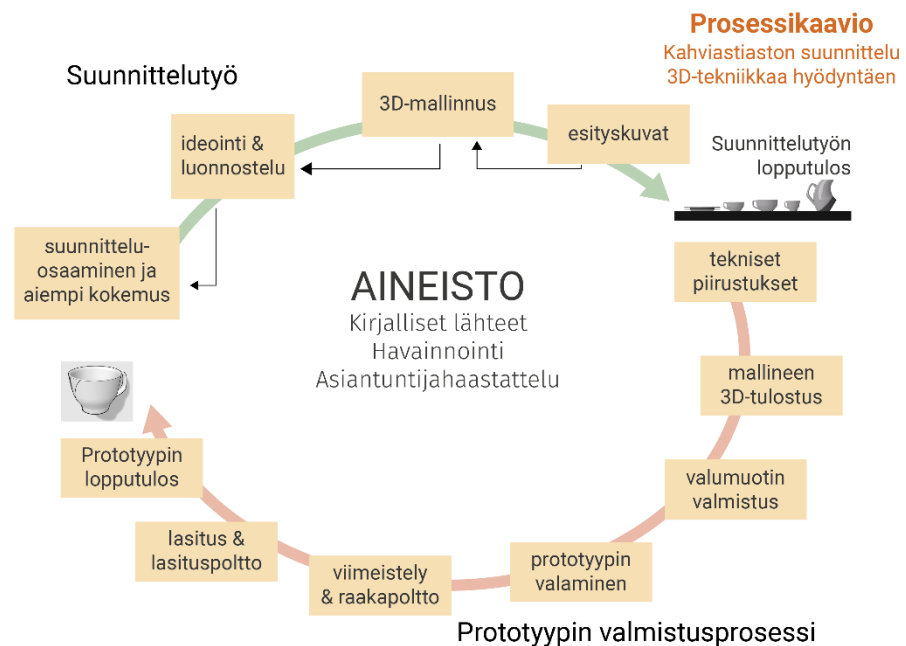 Prosessikaavio
Kahviastiaston suunnittelu
3D-tekniikkaa hyödyntäen
Suunnittelutyö
3D-mallinnus
ideointi &
luonnostelu
esityskuvat
Suunnittelutyön
lopputulos
suunnittelu-
osaaminen ja
aiempi kokemus
AINEISTO
Kirjalliset lähteet
Havainnointi
Asiantuntijahaastattelu
tekniset
piirustukset
mallineen
3D-tulostus
valumuotin
valmistus
prototyypin
valaminen
viimeistely
& raakapoltto
lasitus &
lasituspoltto
Prototyypin
lopputulos
Prototyypin valmistusprosessi